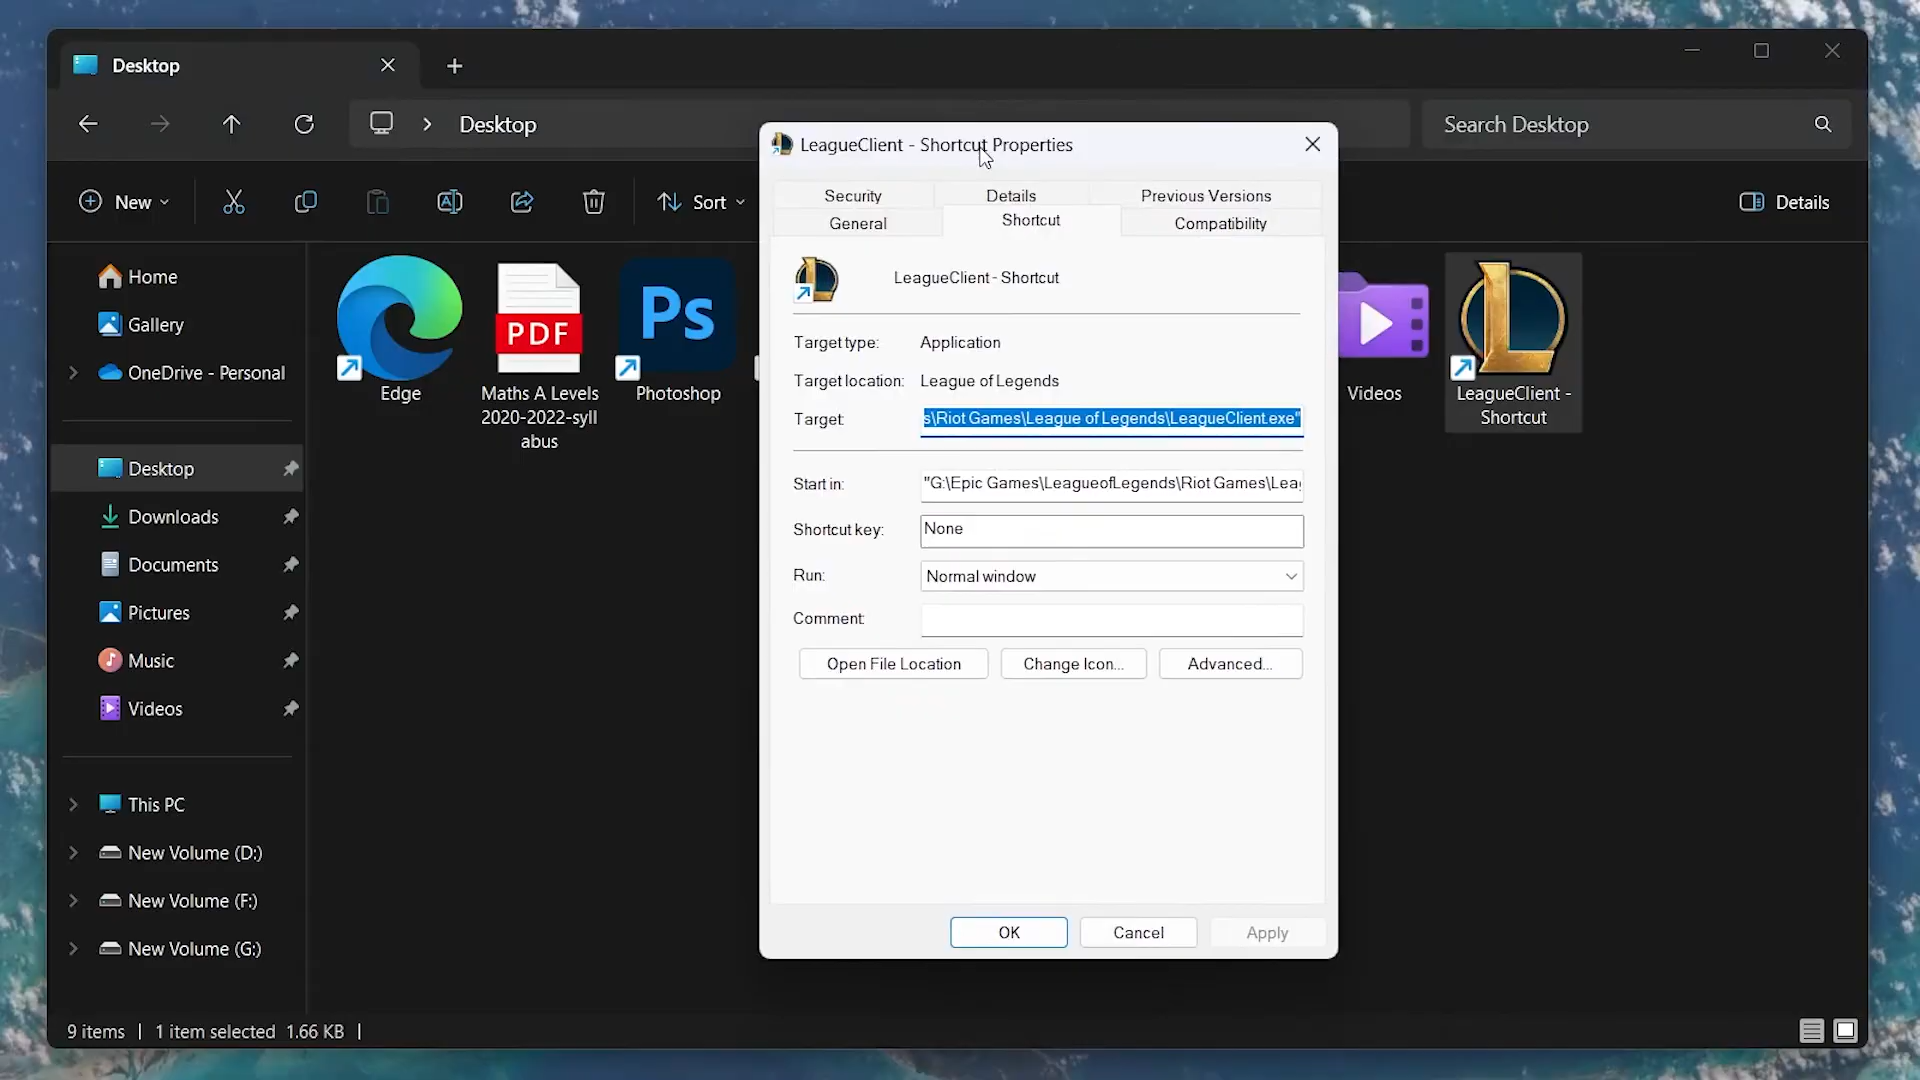 Desktop
Desktop
Search Desktop
New
Sort
Details
Home
Gallery
OneDrive - Personal
Desktop
Downloads
Documents
Pictures
Music
Videos
This PC
New Volume (D:)
New Volume (F:)
New Volume (G:)
Edge
PDF
Maths A Levels
2020-2022-syll
abus
Ps
Photoshop
Videos
LeagueClient -
Shortcut
LeagueClient - Shortcut Properties
Security
Details
Previous Versions
General
Shortcut
Compatibility
LeagueClient - Shortcut
Target type: Application
Target location: League of Legends
Target: s\Riot Games\League of Legends\LeagueClient.exe"
Start in: "G:\Epic Games\LeagueofLegends\Riot Games\Leag
Shortcut key: None
Run: Normal window
Comment:
Open File Location
Change Icon...
Advanced...
OK
Cancel
Apply
9 items | 1 item selected 1.66 KB |